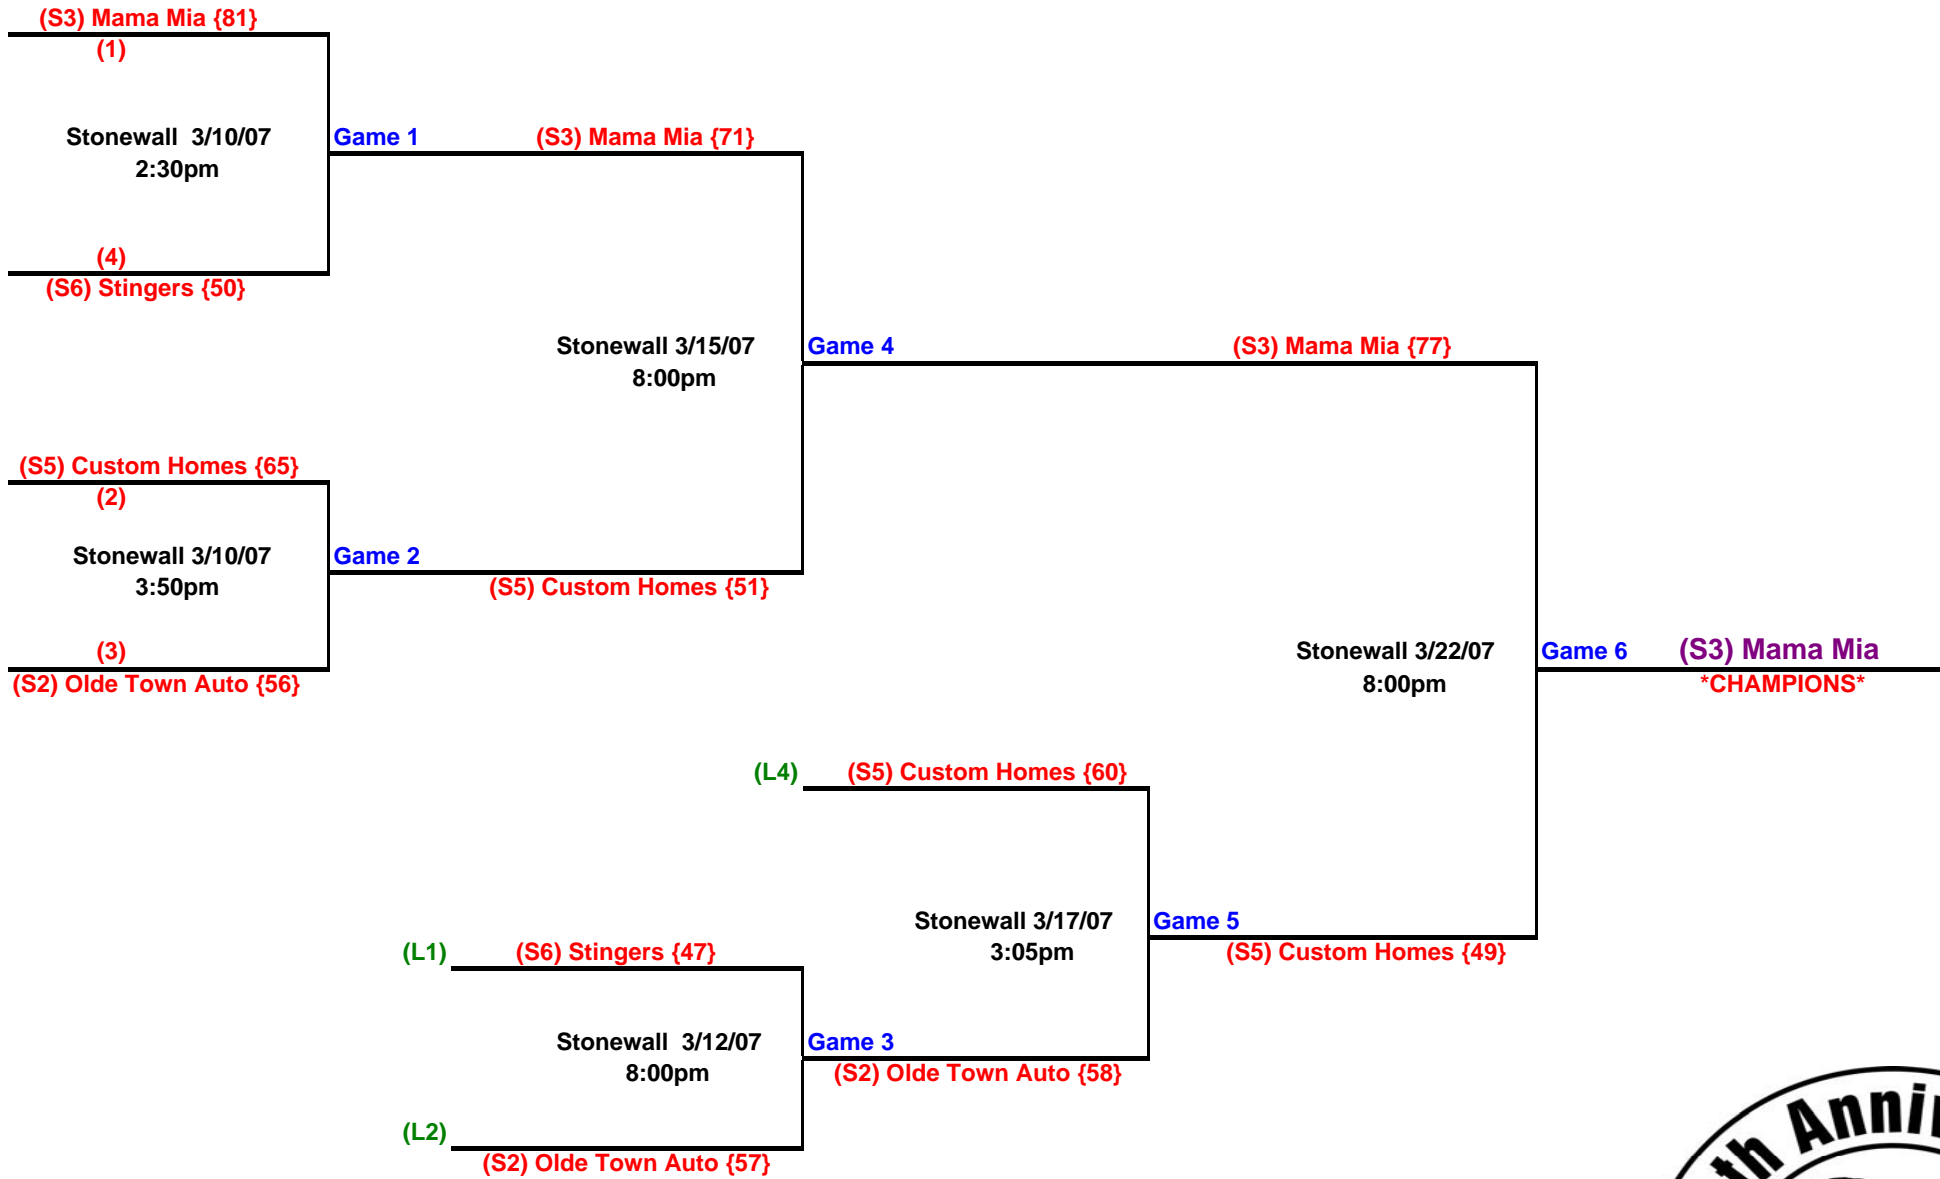 (S3) Mama Mia {81}
(1)
Stonewall 3/10/07
2:30pm
Game 1
(S3) Mama Mia {71}
(4)
(S6) Stingers {50}
Stonewall 3/15/07
8:00pm
Game 4
(S3) Mama Mia {77}
(S5) Custom Homes {65}
(2)
Stonewall 3/10/07
3:50pm
Game 2
(S5) Custom Homes {51}
(3)
(S2) Olde Town Auto {56}
Stonewall 3/22/07
8:00pm
Game 6
(S3) Mama Mia
*CHAMPIONS*
(L4)
(S5) Custom Homes {60}
Stonewall 3/17/07
3:05pm
Game 5
(S5) Custom Homes {49}
(L1)
(S6) Stingers {47}
Stonewall 3/12/07
8:00pm
Game 3
(S2) Olde Town Auto {58}
(L2)
(S2) Olde Town Auto {57}
th Anni